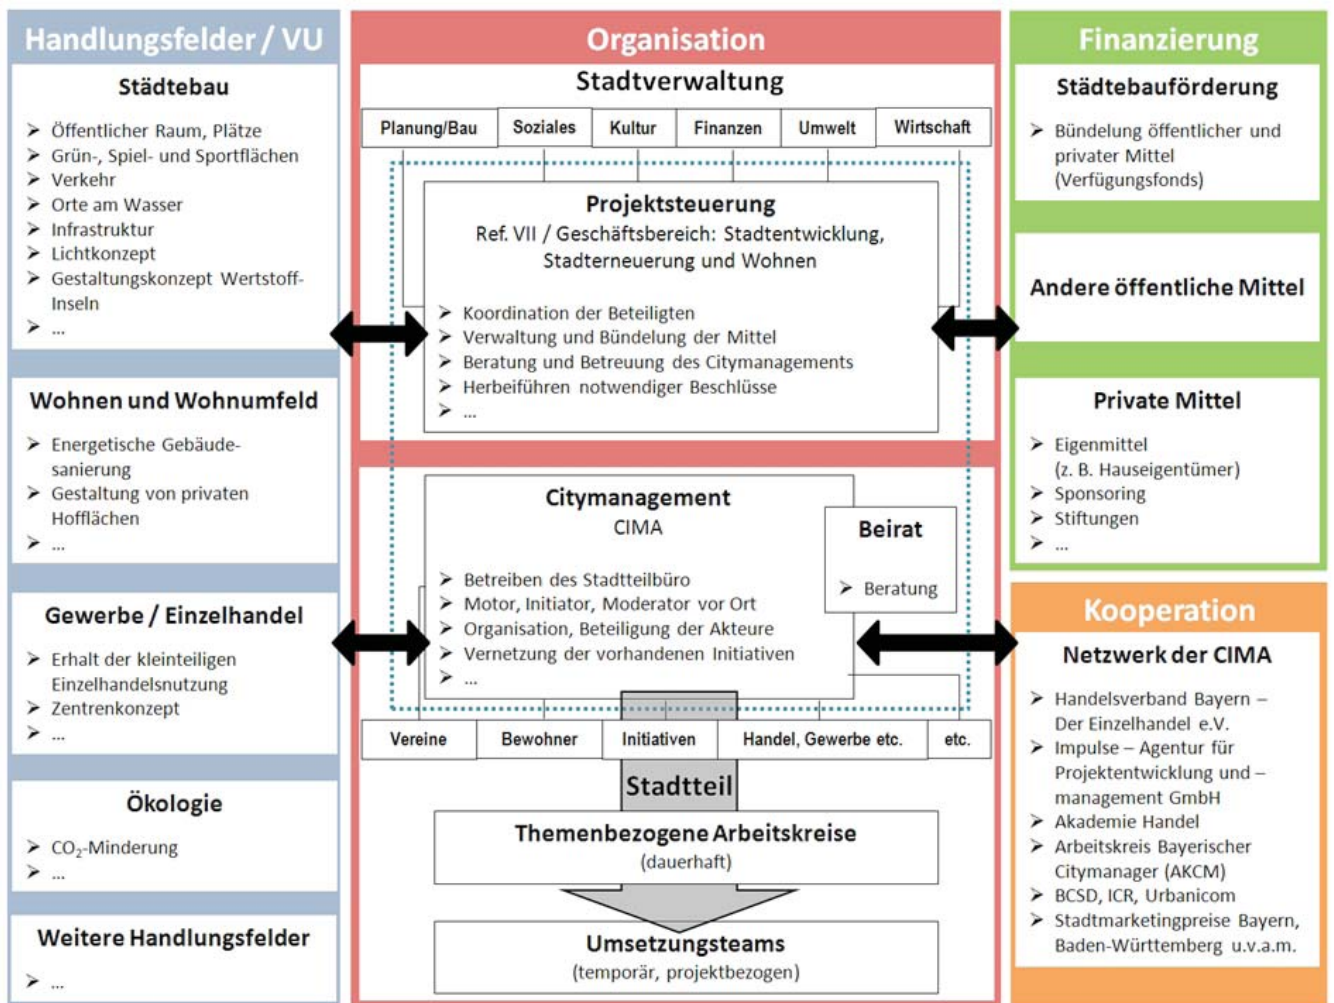 Handlungsfelder / VU
Städtebau
➢ Öffentlicher Raum, Plätze
➢ Grün-, Spiel- und Sportflächen
➢ Verkehr
➢ Orte am Wasser
➢ Infrastruktur
➢ Lichtkonzept
➢ Gestaltungskonzept Wertstoff-
Inseln
➢ ...
Wohnen und Wohnumfeld
➢ Energetische Gebäude-
sanierung
➢ Gestaltung von privaten
Hofflächen
➢ ...
Gewerbe / Einzelhandel
➢ Erhalt der kleinteiligen
Einzelhandelsnutzung
➢ Zentrenkonzept
➢ ...
Ökologie
➢ CO₂-Minderung
➢ ...
Weitere Handlungsfelder
➢ ...
Organisation
Stadtverwaltung
Planung/Bau
Soziales
Kultur
Finanzen
Umwelt
Wirtschaft
Projektsteuerung
Ref. VII / Geschäftsbereich: Stadtentwicklung,
Stadterneuerung und Wohnen
➢ Koordination der Beteiligten
➢ Verwaltung und Bündelung der Mittel
➢ Beratung und Betreuung des Citymanagements
➢ Herbeiführen notwendiger Beschlüsse
➢ ...
Citymanagement
CIMA
➢ Betreiben des Stadtteilbüro
➢ Motor, Initiator, Moderator vor Ort
➢ Organisation, Beteiligung der Akteure
➢ Vernetzung der vorhandenen Initiativen
➢ ...
Beirat
➢ Beratung
Vereine
Bewohner
Initiativen
Handel, Gewerbe etc.
etc.
Stadtteil
Themenbezogene Arbeitskreise
(dauerhaft)
Umsetzungsteams
(temporär, projektbezogen)
Finanzierung
Städtebauförderung
➢ Bündelung öffentlicher und
privater Mittel
(Verfügungsfonds)
Andere öffentliche Mittel
Private Mittel
➢ Eigenmittel
(z. B. Hauseigentümer)
➢ Sponsoring
➢ Stiftungen
➢ ...
Kooperation
Netzwerk der CIMA
➢ Handelsverband Bayern –
Der Einzelhandel e.V.
➢ Impulse – Agentur für
Projektentwicklung und –
management GmbH
➢ Akademie Handel
➢ Arbeitskreis Bayerischer
Citymanager (AKCM)
➢ BCSD, ICR, Urbanicom
➢ Stadtmarketingpreise Bayern,
Baden-Württemberg u.v.a.m.